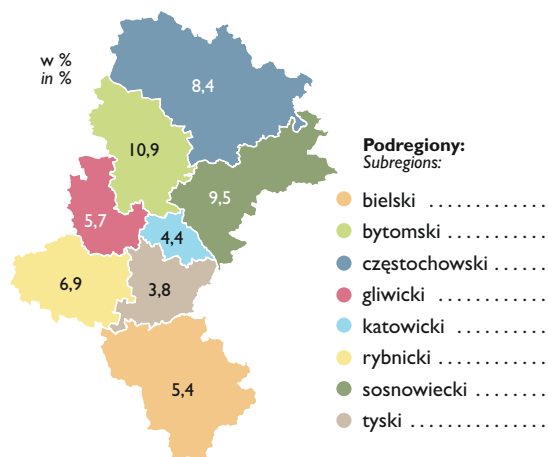 w %
in %
8,4
10,9
9,5
5,7
4,4
6,9
3,8
5,4
Podregiony:
Subregions:
bielski . . . . . . . . . . . .
bytomski . . . . . . . . .
częstochowski . . . . . .
gliwicki . . . . . . . . . . .
katowicki . . . . . . . . .
rybnicki . . . . . . . . . .
sosnowiecki . . . . . . . .
tyski . . . . . . . . . . . . . .